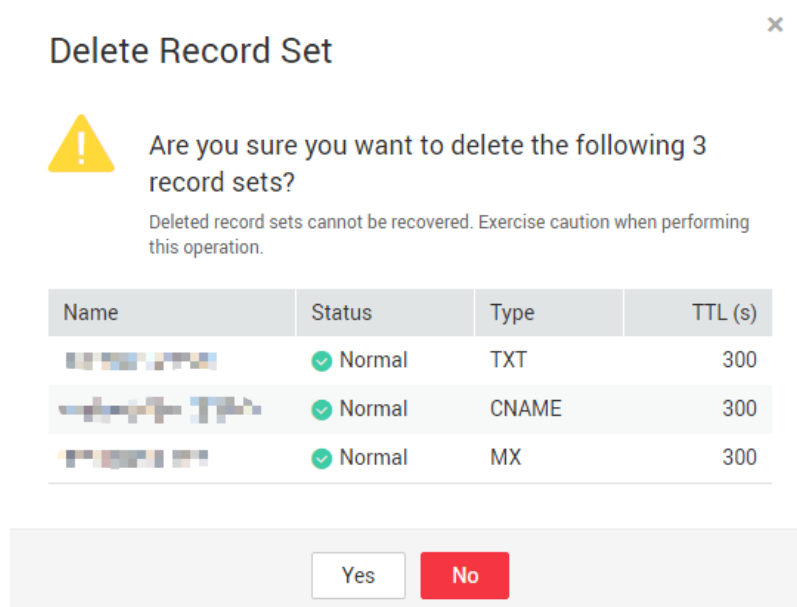 ×
Delete Record Set
Are you sure you want to delete the following 3
record sets?
Deleted record sets cannot be recovered. Exercise caution when performing
this operation.
Name Status Type TTL (s)
Normal TXT 300
Normal CNAME 300
Normal MX 300
Yes No